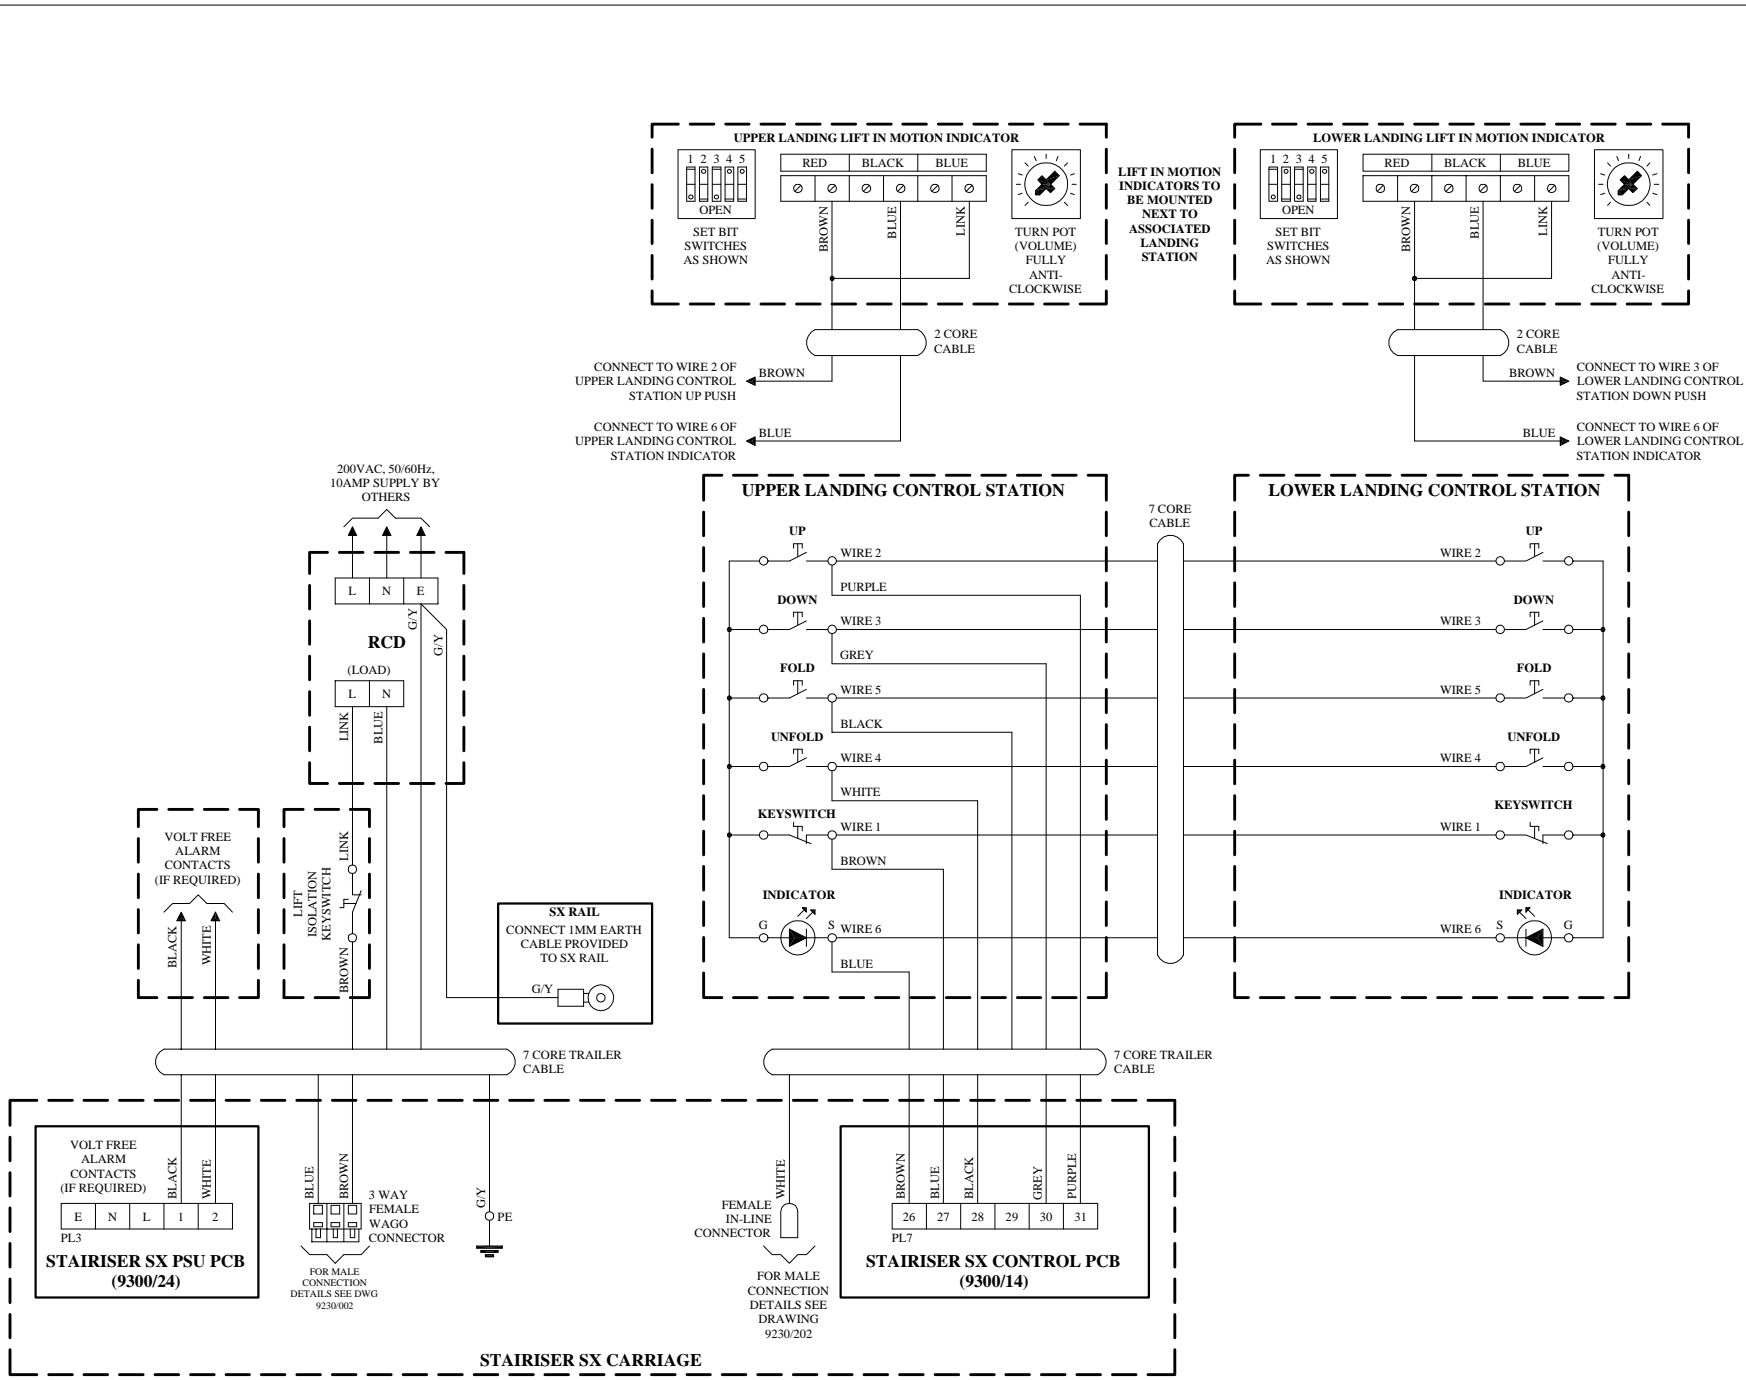 UPPER LANDING LIFT IN MOTION INDICATOR
1 2 3 4 5
OPEN
SET BIT
SWITCHES
AS SHOWN
RED BLACK BLUE
BROWN
BLUE
LINK
TURN POT
(VOLUME)
FULLY
ANTI-
CLOCKWISE
LIFT IN MOTION
INDICATORS TO
BE MOUNTED
NEXT TO
ASSOCIATED
LANDING
STATION
LOWER LANDING LIFT IN MOTION INDICATOR
1 2 3 4 5
OPEN
SET BIT
SWITCHES
AS SHOWN
RED BLACK BLUE
BROWN
BLUE
LINK
TURN POT
(VOLUME)
FULLY
ANTI-
CLOCKWISE
2 CORE
CABLE
CONNECT TO WIRE 2 OF
UPPER LANDING CONTROL
STATION UP PUSH
BROWN
CONNECT TO WIRE 6 OF
UPPER LANDING CONTROL
STATION INDICATOR
BLUE
2 CORE
CABLE
BROWN
CONNECT TO WIRE 3 OF
LOWER LANDING CONTROL
STATION DOWN PUSH
BLUE
CONNECT TO WIRE 6 OF
LOWER LANDING CONTROL
STATION INDICATOR
200VAC, 50/60Hz,
10AMP SUPPLY BY
OTHERS
L N E
G/Y
G/Y
RCD
(LOAD)
L N
LINK
BLUE
VOLT FREE
ALARM
CONTACTS
(IF REQUIRED)
BLACK
WHITE
LIFT
ISOLATION
KEYSWITCH
LINK
BROWN
SX RAIL
CONNECT 1MM EARTH
CABLE PROVIDED
TO SX RAIL
G/Y
UPPER LANDING CONTROL STATION
UP
WIRE 2
PURPLE
DOWN
WIRE 3
GREY
FOLD
WIRE 5
BLACK
UNFOLD
WIRE 4
WHITE
KEYSWITCH
WIRE 1
BROWN
INDICATOR
G S WIRE 6
BLUE
7 CORE
CABLE
LOWER LANDING CONTROL STATION
UP
WIRE 2
DOWN
WIRE 3
FOLD
WIRE 5
UNFOLD
WIRE 4
KEYSWITCH
WIRE 1
INDICATOR
WIRE 6 S G
7 CORE TRAILER
CABLE
7 CORE TRAILER
CABLE
VOLT FREE
ALARM
CONTACTS
(IF REQUIRED)
BLACK
WHITE
E N L 1 2
PL3
STAIRISER SX PSU PCB
(9300/24)
BLUE
BROWN
3 WAY
FEMALE
WAGO
CONNECTOR
FOR MALE
CONNECTION
DETAILS SEE DWG
9230/002
G/Y
PE
WHITE
FEMALE
IN-LINE
CONNECTOR
FOR MALE
CONNECTION
DETAILS SEE
DRAWING
9230/202
BROWN
BLUE
BLACK
GREY
PURPLE
26 27 28 29 30 31
PL7
STAIRISER SX CONTROL PCB
(9300/14)
STAIRISER SX CARRIAGE